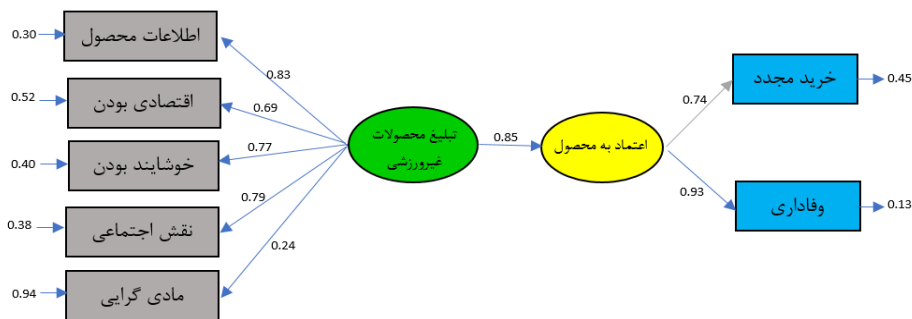 0.30
اطلاعات محصول
0.83
0.52
اقتصادی بودن
0.69
0.40
خوشایند بودن
0.77
0.38
نقش اجتماعی
0.79
0.94
مادی گرایی
0.24
تبلیغ محصولات
غیرورزشی
0.85
اعتماد به محصول
0.74
خرید مجدد
0.45
0.93
وفاداری
0.13